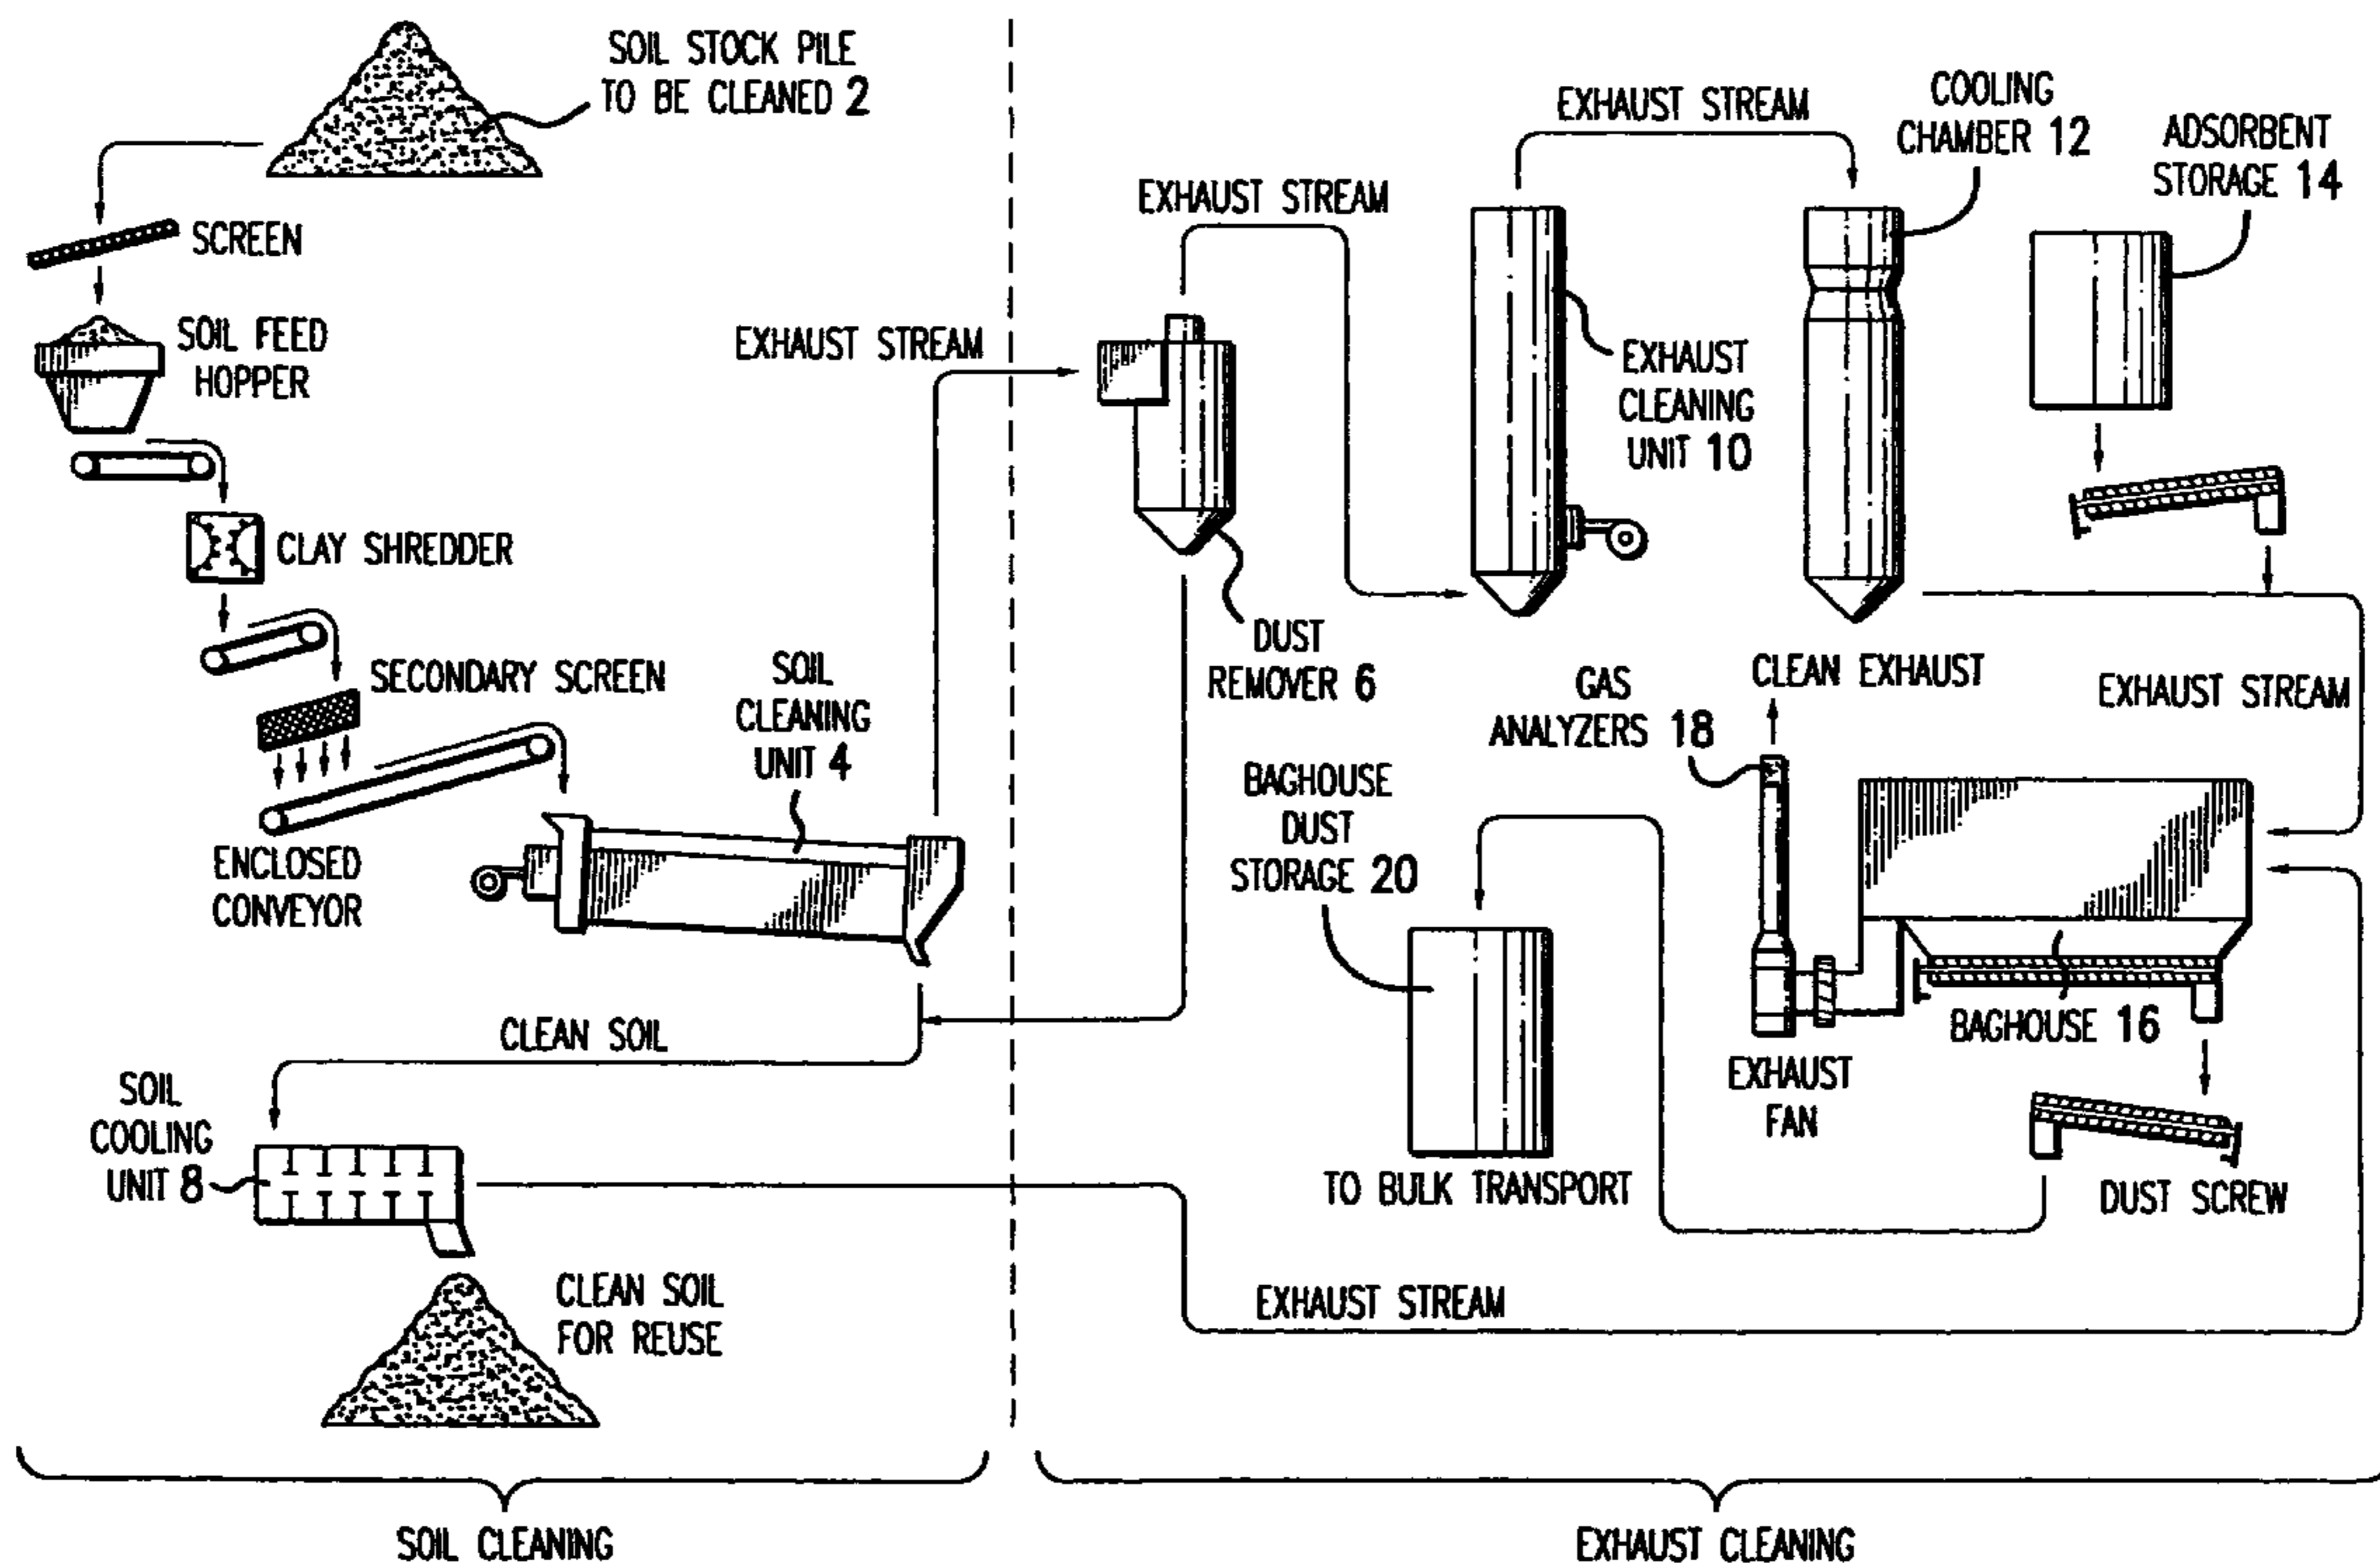 SOIL STOCK PILE
TO BE CLEANED 2
SCREEN
SOIL FEED
HOPPER
CLAY SHREDDER
SECONDARY SCREEN
ENCLOSED
CONVEYOR
SOIL
CLEANING
UNIT 4
EXHAUST STREAM
CLEAN SOIL
SOIL
COOLING
UNIT 8
CLEAN SOIL
FOR REUSE
SOIL CLEANING
EXHAUST STREAM
DUST
REMOVER 6
EXHAUST STREAM
EXHAUST
CLEANING
UNIT 10
COOLING
CHAMBER 12
ADSORBENT
STORAGE 14
EXHAUST STREAM
CLEAN EXHAUST
GAS
ANALYZERS 18
BAGHOUSE
DUST
STORAGE 20
TO BULK TRANSPORT
EXHAUST
FAN
BAGHOUSE 16
DUST SCREW
EXHAUST STREAM
EXHAUST CLEANING